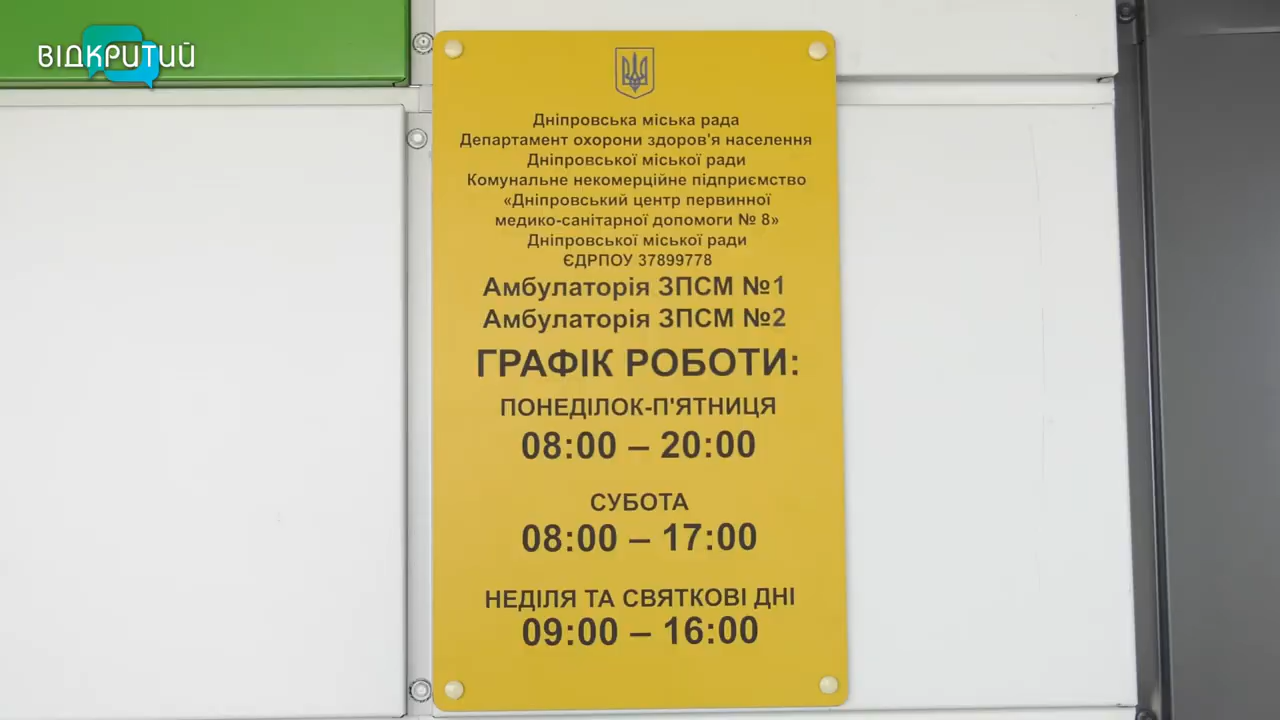 ВІДКРИТИЙ
Дніпровська міська рада
Департамент охорони здоров'я населення
Дніпровської міської ради
Комунальне некомерційне підприємство
«Дніпровський центр первинної
медико-санітарної допомоги № 8»
Дніпровської міської ради
ЄДРПОУ 37899778
Амбулаторія ЗПСМ №1
Амбулаторія ЗПСМ №2
ГРАФІК РОБОТИ:
ПОНЕДІЛОК-П'ЯТНИЦЯ
08:00 – 20:00
СУБОТА
08:00 – 17:00
НЕДІЛЯ ТА СВЯТКОВІ ДНІ
09:00 – 16:00